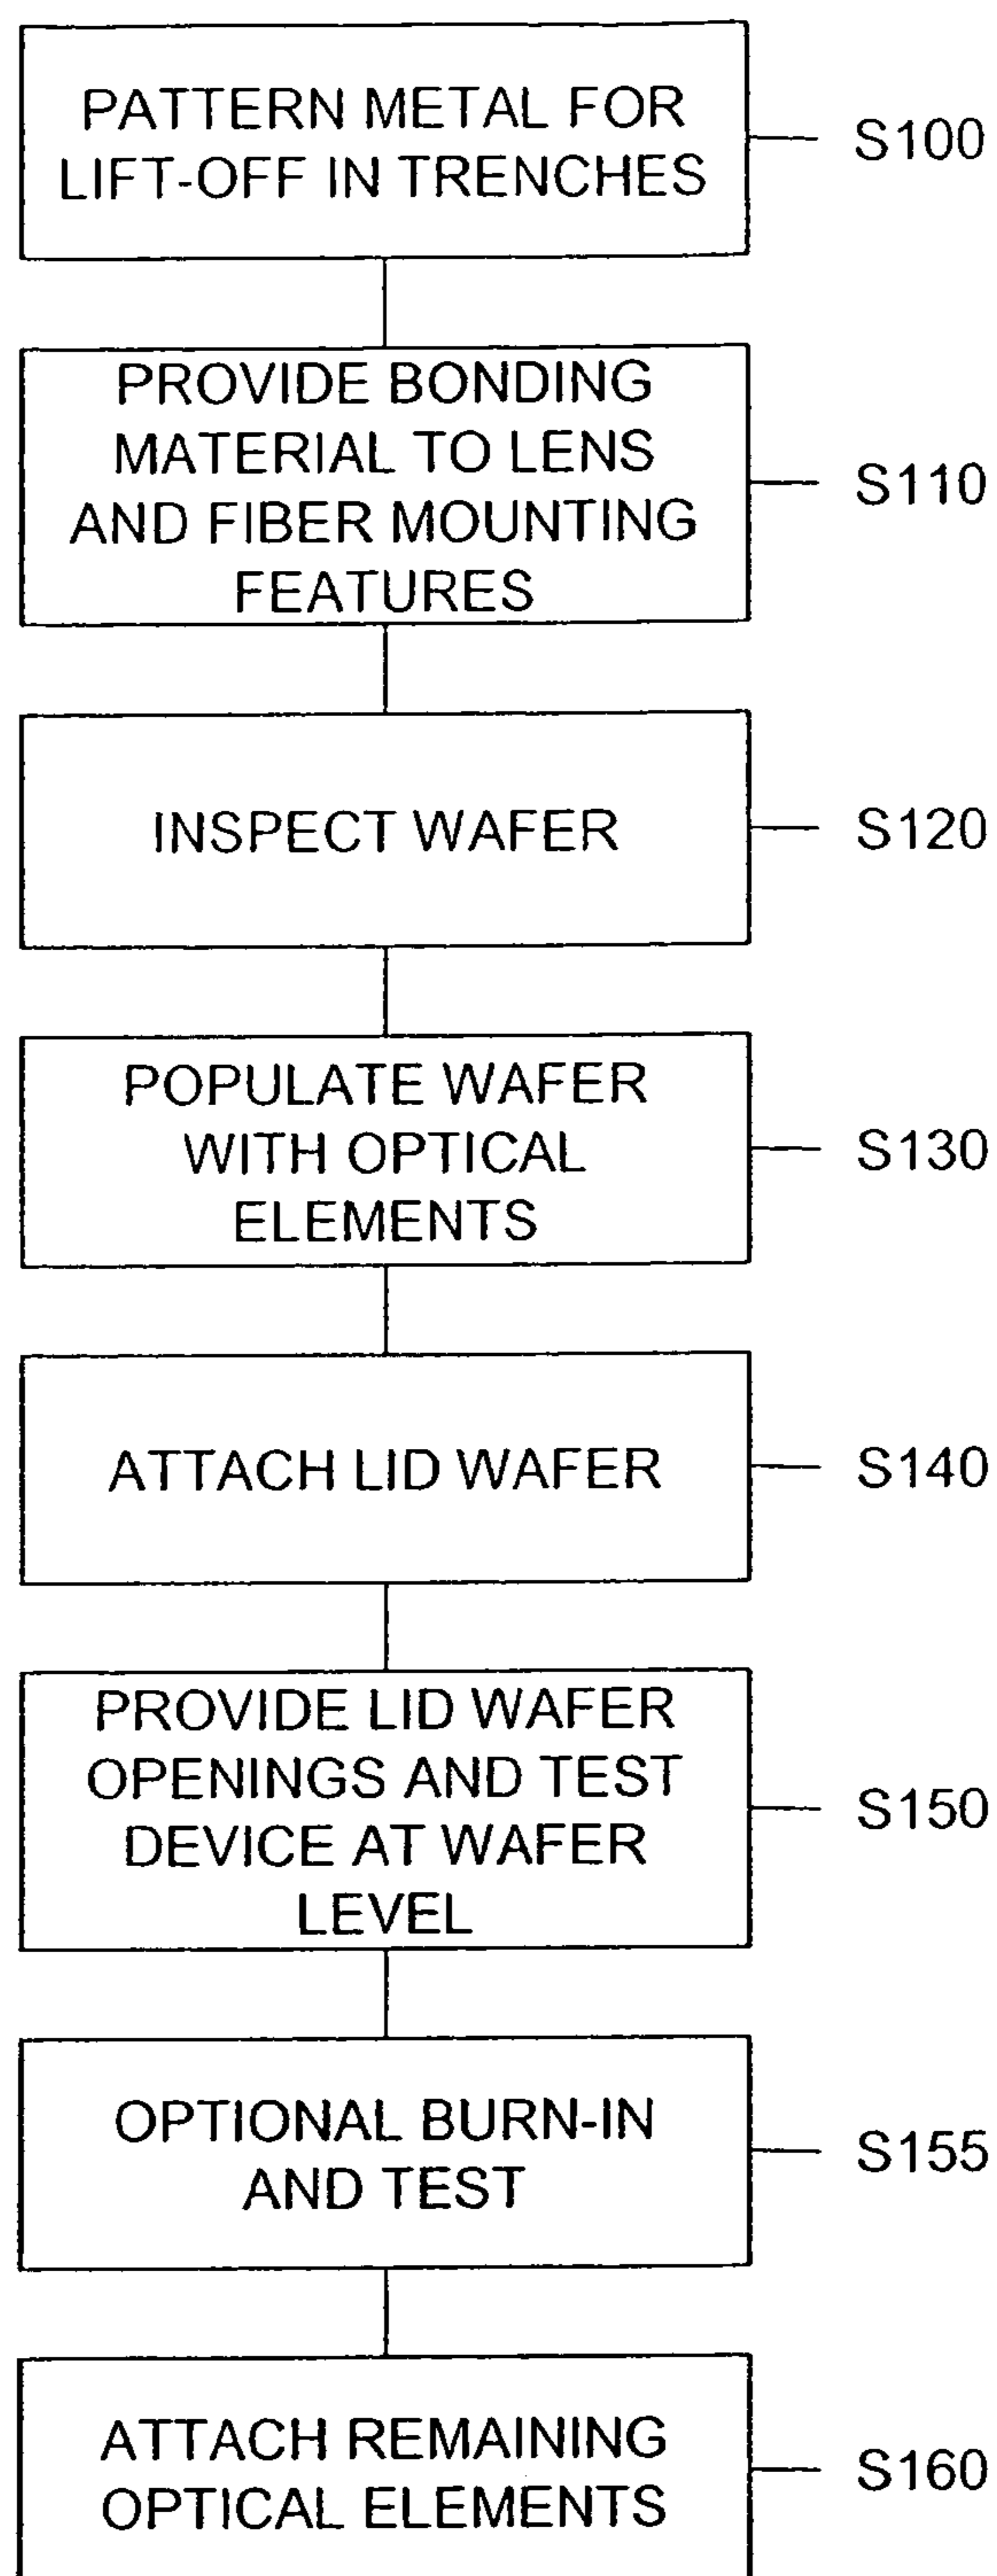 PATTERN METAL FOR
LIFT-OFF IN TRENCHES
S100
PROVIDE BONDING
MATERIAL TO LENS
AND FIBER MOUNTING
FEATURES
S110
INSPECT WAFER
S120
POPULATE WAFER
WITH OPTICAL
ELEMENTS
S130
ATTACH LID WAFER
S140
PROVIDE LID WAFER
OPENINGS AND TEST
DEVICE AT WAFER
LEVEL
S150
OPTIONAL BURN-IN
AND TEST
S155
ATTACH REMAINING
OPTICAL ELEMENTS
S160